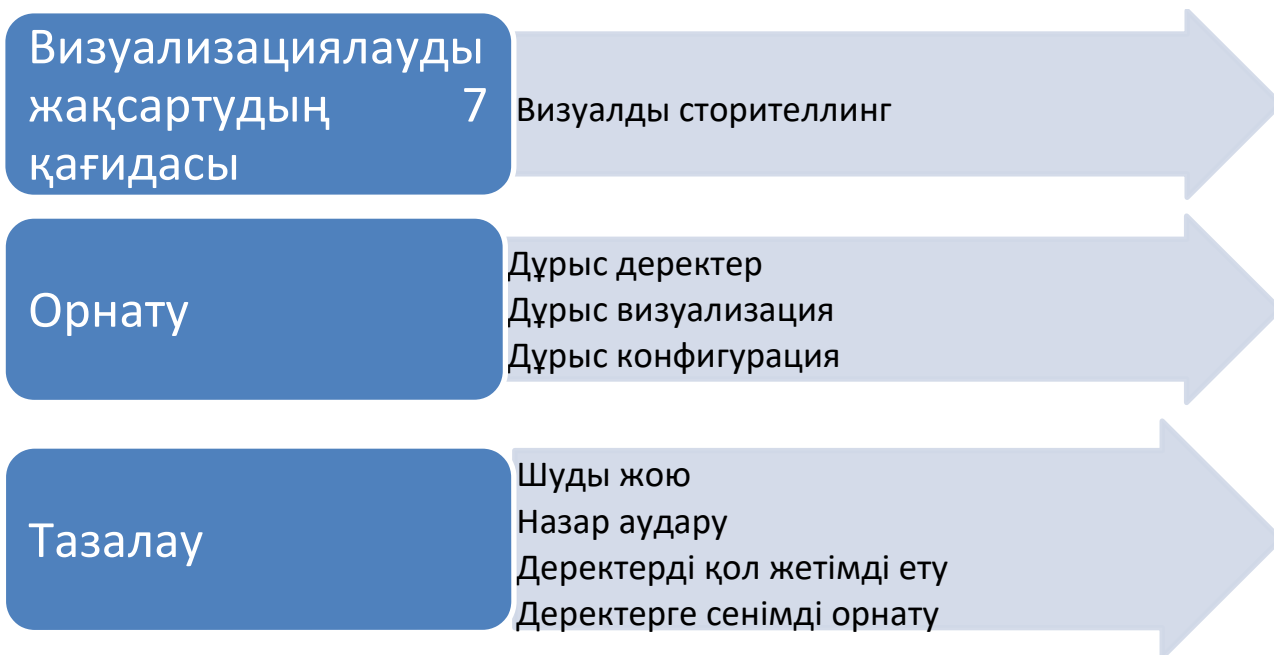 Визуализациялауды
жақсартудың 7
қағидасы
Визуалды сторителлинг
Орнату
Дұрыс деректер
Дұрыс визуализация
Дұрыс конфигурация
Тазалау
Шуды жою
Назар аудару
Деректерді қол жетімді ету
Деректерге сенімді орнату